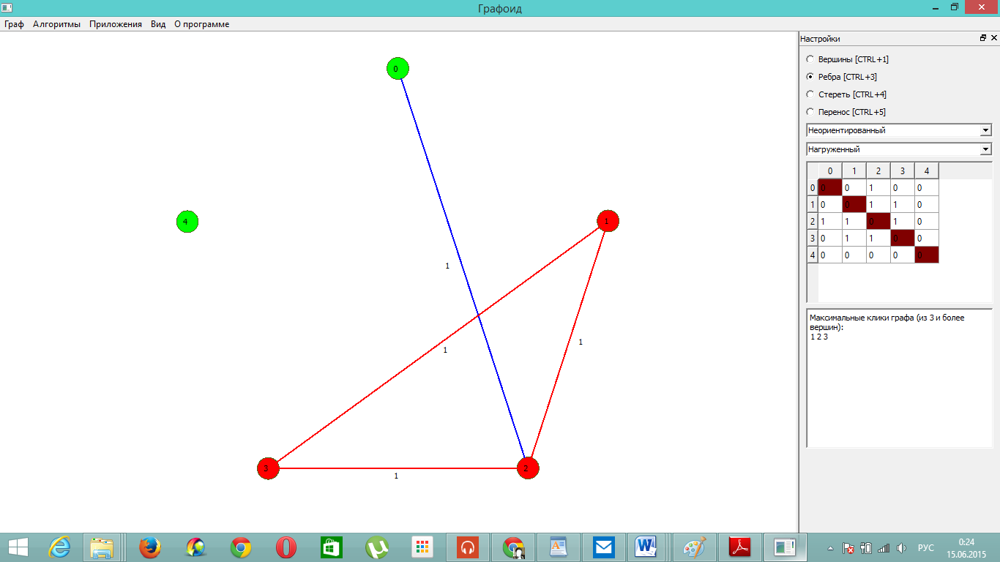 Графоид
Граф Алгоритмы Приложения Вид О программе
Настройки
Вершины [CTRL+1]
Ребра [CTRL+3]
Стереть [CTRL+4]
Перенос [CTRL+5]
Неориентированный
Нагруженный
0 1 2 3 4
0 0 0 1 0 0
1 0 0 1 1 0
2 1 1 0 1 0
3 0 1 1 0 0
4 0 0 0 0 0
Максимальные клики графа (из 3 и более
вершин):
1 2 3
0
4
1
1
1
1
3
2
1
РУС
0:24
15.06.2015